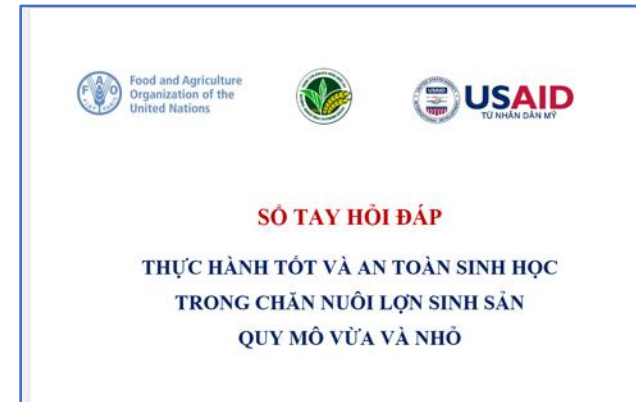 Food and Agriculture
Organization of the
United Nations
USAID
TỪ NHÂN DÂN MỸ
SỔ TAY HỎI ĐÁP
THỰC HÀNH TỐT VÀ AN TOÀN SINH HỌC
TRONG CHĂN NUÔI LỢN SINH SẢN
QUY MÔ VỪA VÀ NHỎ